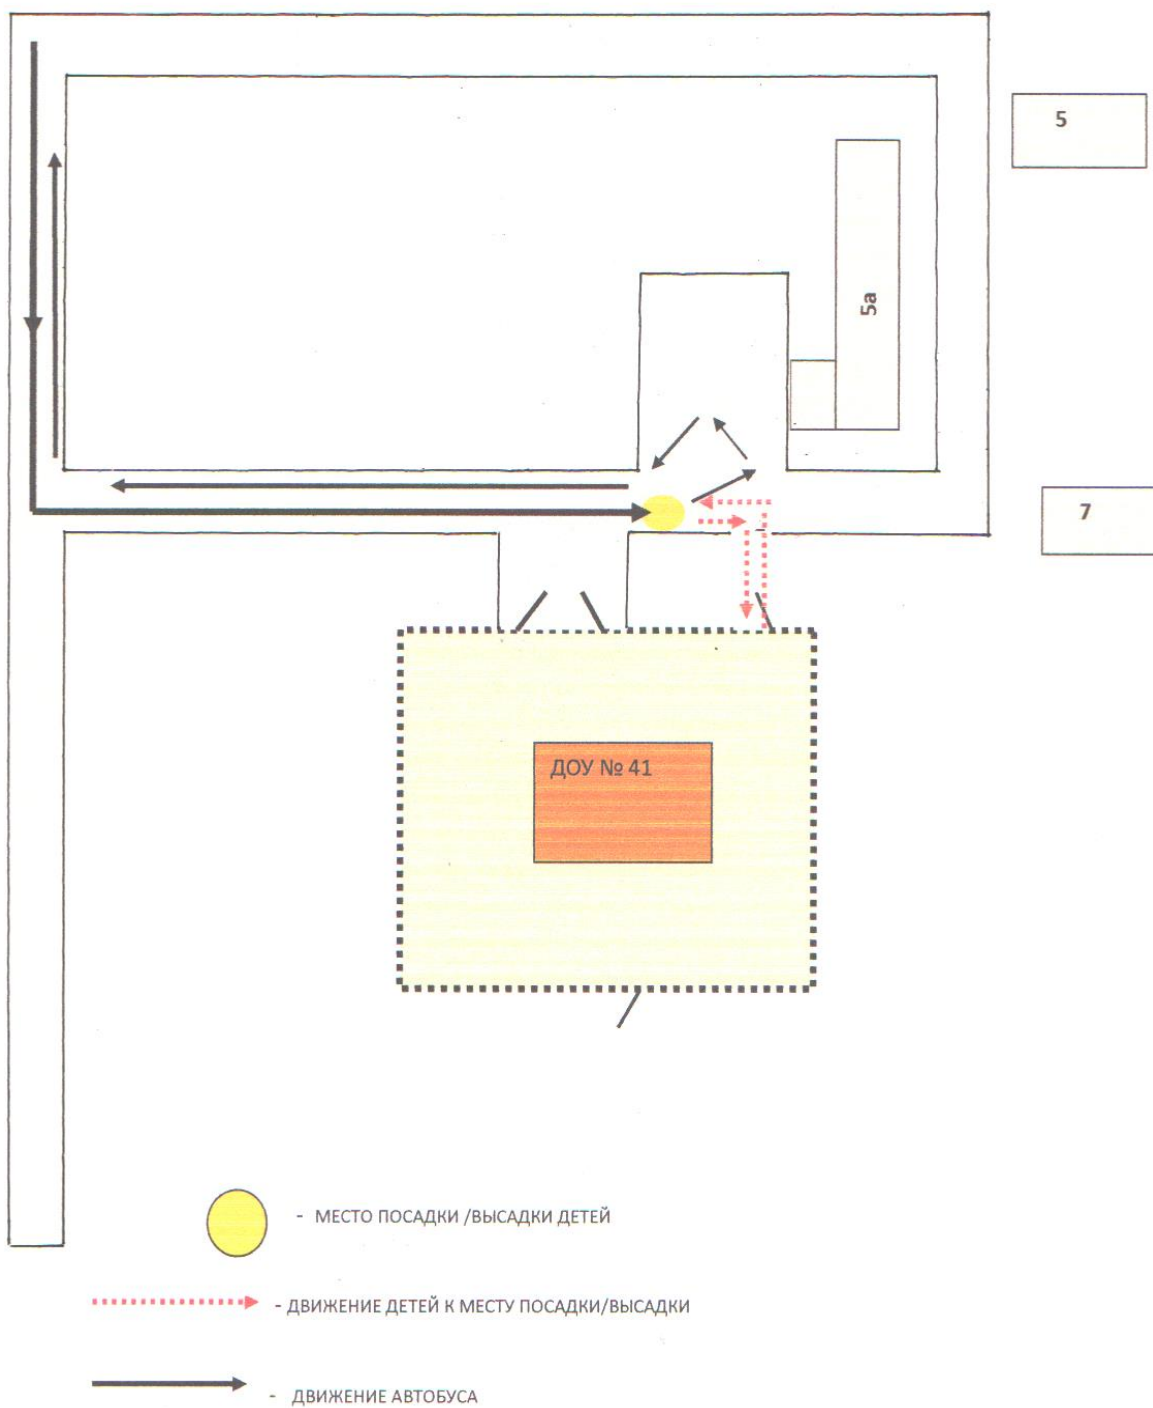 5
5а
7
ДОУ № 41
- МЕСТО ПОСАДКИ /ВЫСАДКИ ДЕТЕЙ
- ДВИЖЕНИЕ ДЕТЕЙ К МЕСТУ ПОСАДКИ/ВЫСАДКИ
- ДВИЖЕНИЕ АВТОБУСА